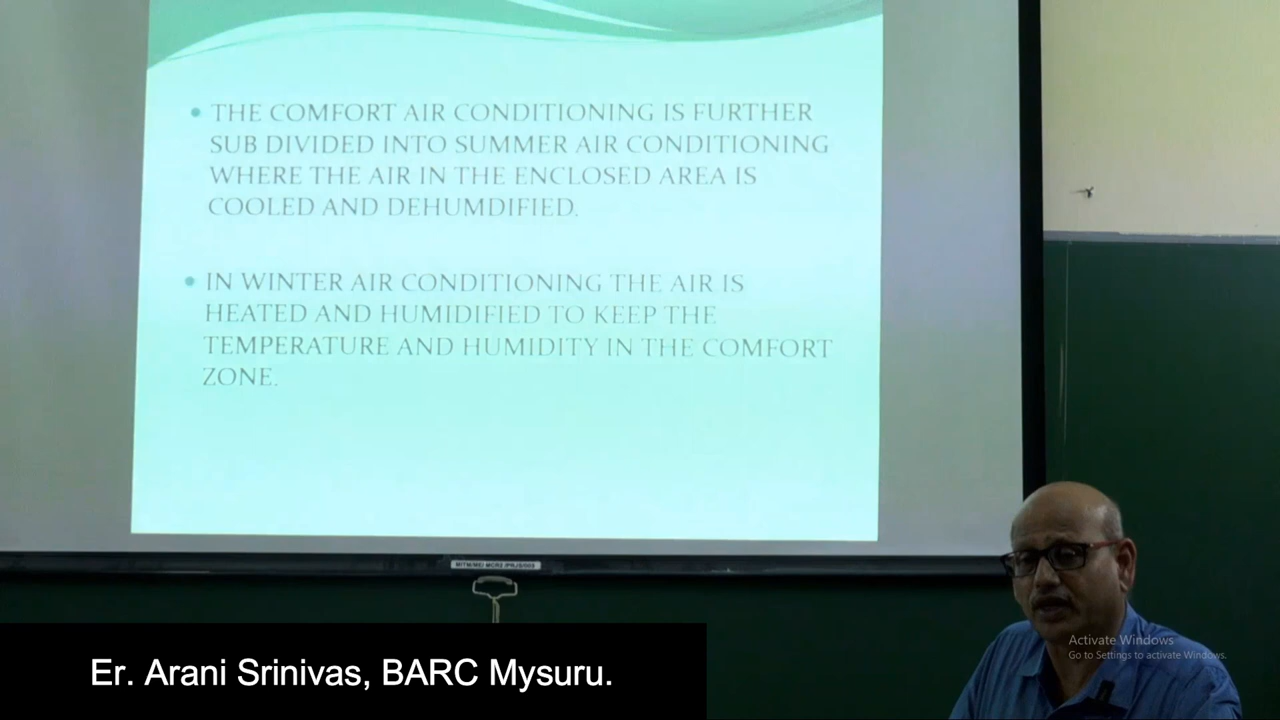 THE COMFORT AIR CONDITIONING IS FURTHER
SUB DIVIDED INTO SUMMER AIR CONDITIONING
WHERE THE AIR IN THE ENCLOSED AREA IS
COOLED AND DEHUMDIFIED.
IN WINTER AIR CONDITIONING THE AIR IS
HEATED AND HUMIDIFIED TO KEEP THE
TEMPERATURE AND HUMIDITY IN THE COMFORT
ZONE.
Er. Arani Srinivas, BARC Mysuru.
Activate Windows
Go to Settings to activate Windows.